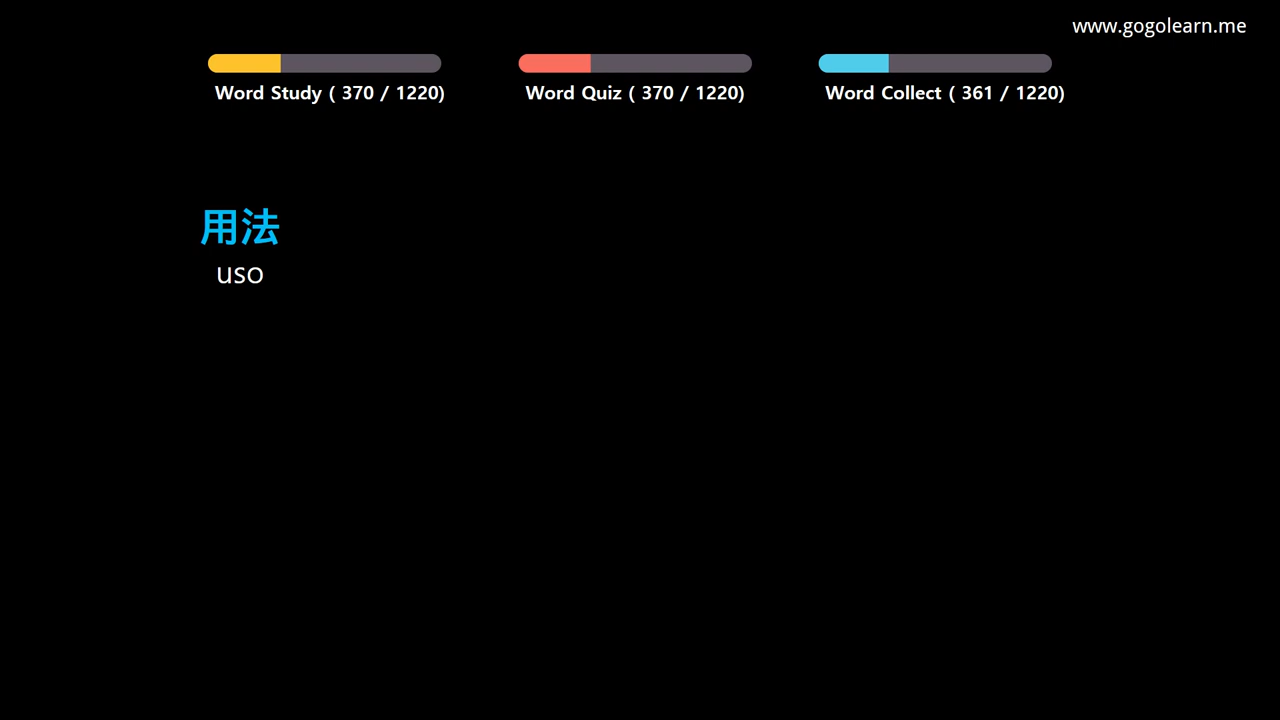 www.gogolearn.me
Word Study ( 370 / 1220)
Word Quiz ( 370 / 1220)
Word Collect ( 361 / 1220)
用法
uso